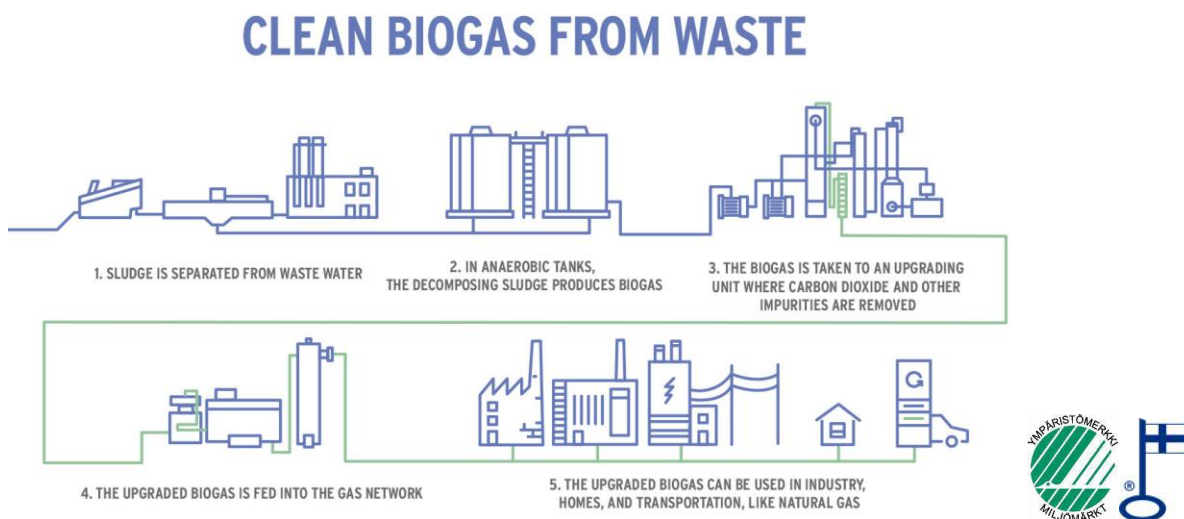 CLEAN BIOGAS FROM WASTE
1. SLUDGE IS SEPARATED FROM WASTE WATER
2. IN ANAEROBIC TANKS,
THE DECOMPOSING SLUDGE PRODUCES BIOGAS
3. THE BIOGAS IS TAKEN TO AN UPGRADING
UNIT WHERE CARBON DIOXIDE AND OTHER
IMPURITIES ARE REMOVED
G
4. THE UPGRADED BIOGAS IS FED INTO THE GAS NETWORK
5. THE UPGRADED BIOGAS CAN BE USED IN INDUSTRY,
HOMES, AND TRANSPORTATION, LIKE NATURAL GAS
YMPÄRISTÖMERKKI
MILJÖMÄRKT
®